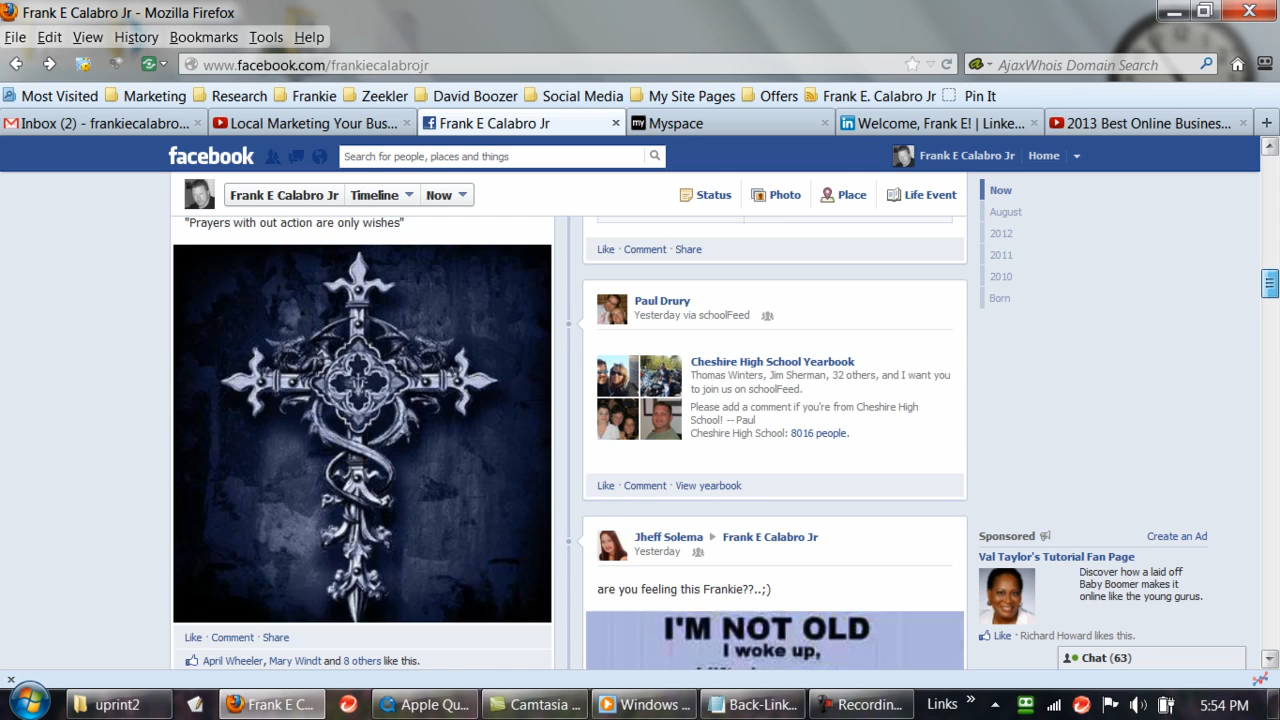 Frank E Calabro Jr - Mozilla Firefox
File Edit View History Bookmarks Tools Help
www.facebook.com/frankiecalabrojr
AjaxWhois Domain Search
Most Visited Marketing Research Frankie Zeekler David Boozer Social Media My Site Pages Offers Frank E. Calabro Jr Pin It
Inbox (2) - frankiecalabro... Local Marketing Your Bus... Frank E Calabro Jr Myspace Welcome, Frank E! | Linke... 2013 Best Online Business...
facebook Search for people, places and things Frank E Calabro Jr Home
Frank E Calabro Jr Timeline Now Status Photo Place Life Event
Now
August
2012
2011
2010
Born
"Prayers with out action are only wishes"
Like · Comment · Share
April Wheeler, Mary Windt and 8 others like this.
Like · Comment · Share
Paul Drury
Yesterday via schoolFeed
Cheshire High School Yearbook
Thomas Winters, Jim Sherman, 32 others, and I want you
to join us on schoolFeed.
Please add a comment if you're from Cheshire High
School! -- Paul
Cheshire High School: 8016 people.
Like · Comment · View yearbook
Jheff Solema Frank E Calabro Jr
Yesterday
are you feeling this Frankie??..;)
I'M NOT OLD
I woke up,
Sponsored Create an Ad
Val Taylor's Tutorial Fan Page
Discover how a laid off
Baby Boomer makes it
online like the young gurus.
Like · Richard Howard likes this.
Chat (63)
uprint2 Frank E C... Apple Qu... Camtasia ... Windows ... Back-Link... Recordin... Links 5:54 PM